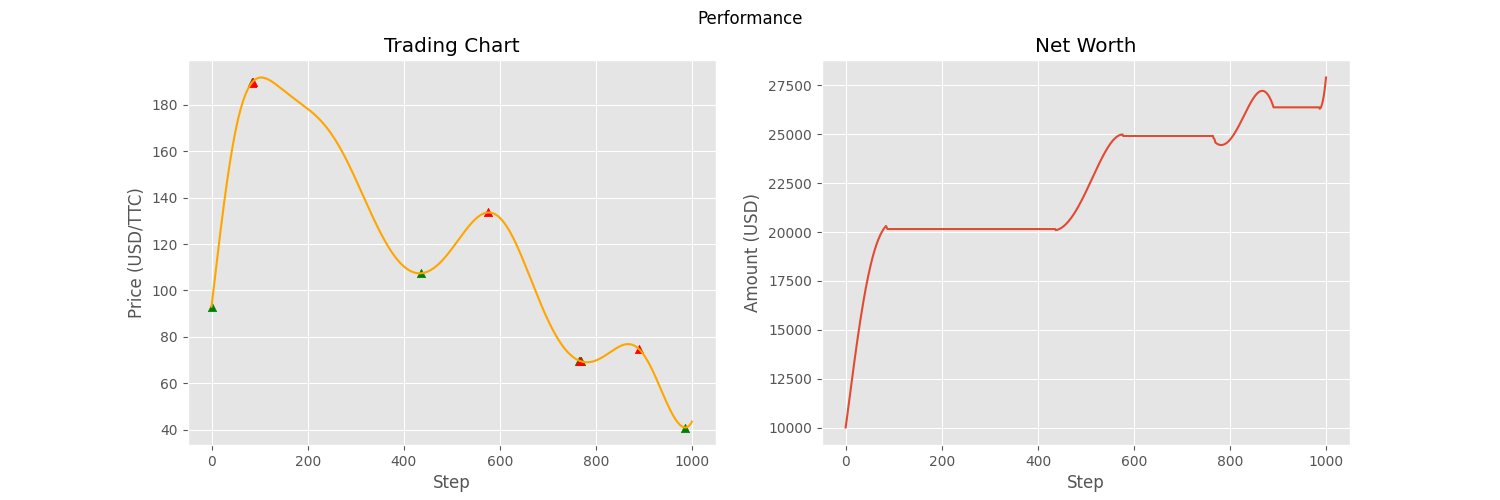 Performance
Trading Chart
Price (USD/TTC)
180
160
140
120
100
80
60
40
0 200 400 600 800 1000
Step
Net Worth
Amount (USD)
27500
25000
22500
20000
17500
15000
12500
10000
0 200 400 600 800 1000
Step